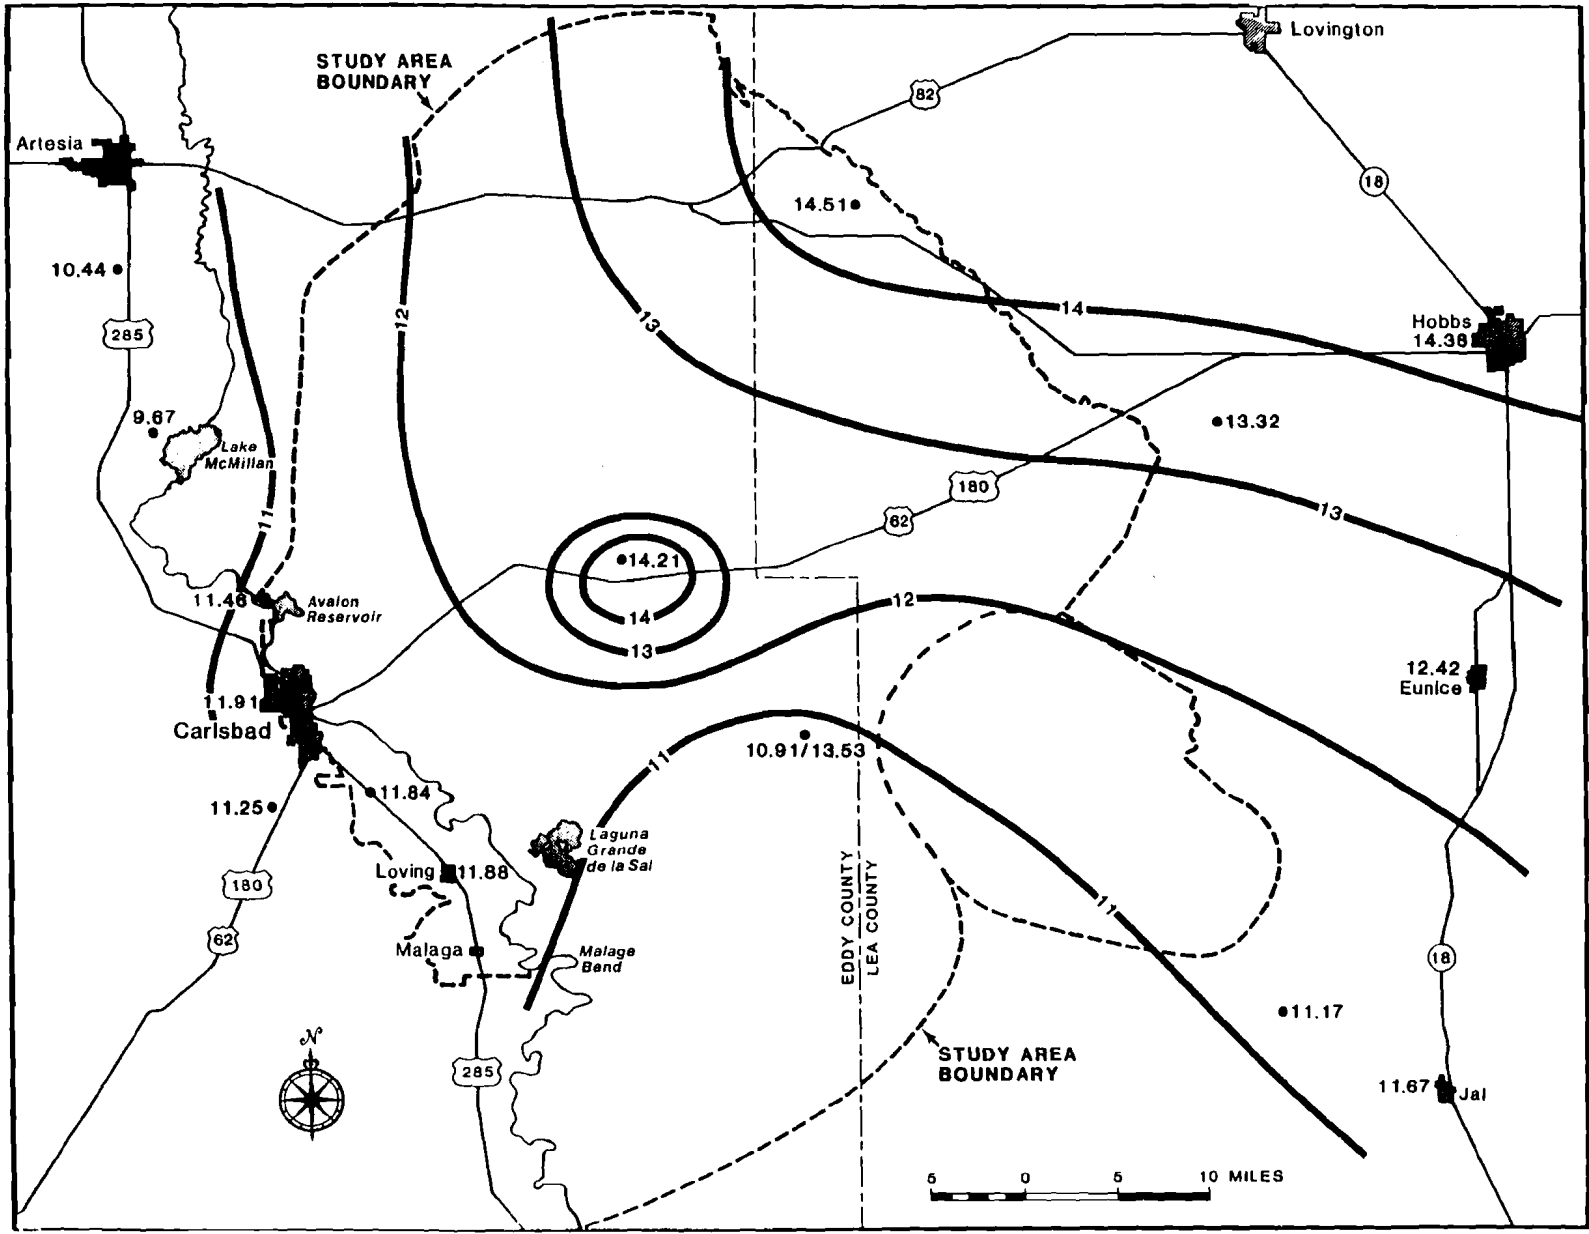 Lovington
STUDY AREA
BOUNDARY
82
Artesia
18
14.51
10.44
12
13
14
285
Hobbs
14.38
9.67
13.32
Lake
McMillan
180
11
62
13
14.21
11.46
Avalon
Reservoir
12
14
13
12.42
Eunice
11.91
Carlsbad
10.91/13.53
11
11.84
11.25
Laguna
Grande
de la Sal
Loving
11.88
180
EDDY COUNTY
LEA COUNTY
11
62
Malaga
Malaga
Bend
18
11.17
N
STUDY AREA
BOUNDARY
285
11.67
Jal
5 0 5 10 MILES